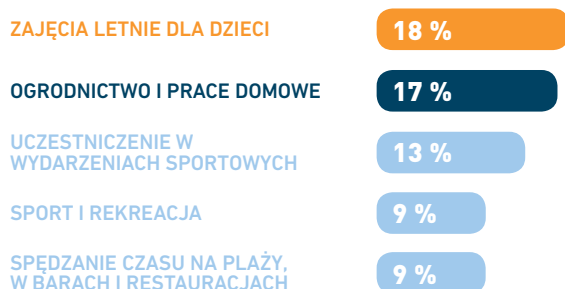 ZAJĘCIA LETNIE DLA DZIECI
18 %
OGRODNICTWO I PRACE DOMOWE
17 %
UCZESTNICZENIE W
WYDARZENIACH SPORTOWYCH
13 %
SPORT I REKREACJA
9 %
SPĘDZANIE CZASU NA PLAŻY,
W BARACH I RESTAURACJACH
9 %